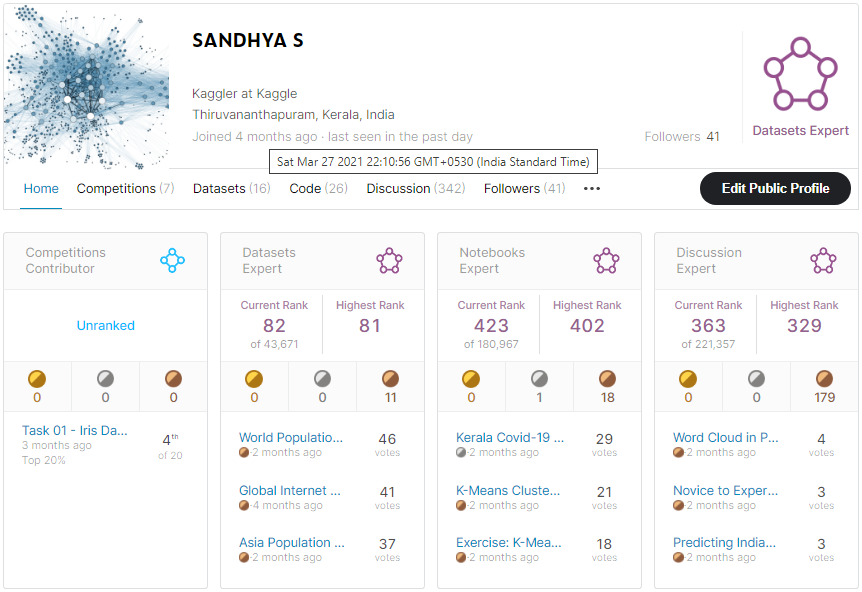 SANDHYA S
Kaggler at Kaggle
Thiruvananthapuram, Kerala, India
Joined 4 months ago · last seen in the past day
Followers 41
Datasets Expert
Sat Mar 27 2021 22:10:56 GMT+0530 (India Standard Time)
Home Competitions (7) Datasets (16) Code (26) Discussion (342) Followers (41) •••
Edit Public Profile
Competitions
Contributor
Unranked
0 0 0
Task 01 - Iris Da...
3 months ago
Top 20%
4th
of 20
Datasets
Expert
Current Rank Highest Rank
82 81
of 43,671
0 0 11
World Populatio... 46
·2 months ago votes
Global Internet ... 41
·4 months ago votes
Asia Population ... 37
·2 months ago votes
Notebooks
Expert
Current Rank Highest Rank
423 402
of 180,967
0 1 18
Kerala Covid-19 ... 29
·2 months ago votes
K-Means Cluste... 21
·2 months ago votes
Exercise: K-Mea... 18
·2 months ago votes
Discussion
Expert
Current Rank Highest Rank
363 329
of 221,357
0 0 179
Word Cloud in P... 4
·2 months ago votes
Novice to Exper... 3
·2 months ago votes
Predicting India... 3
·2 months ago votes